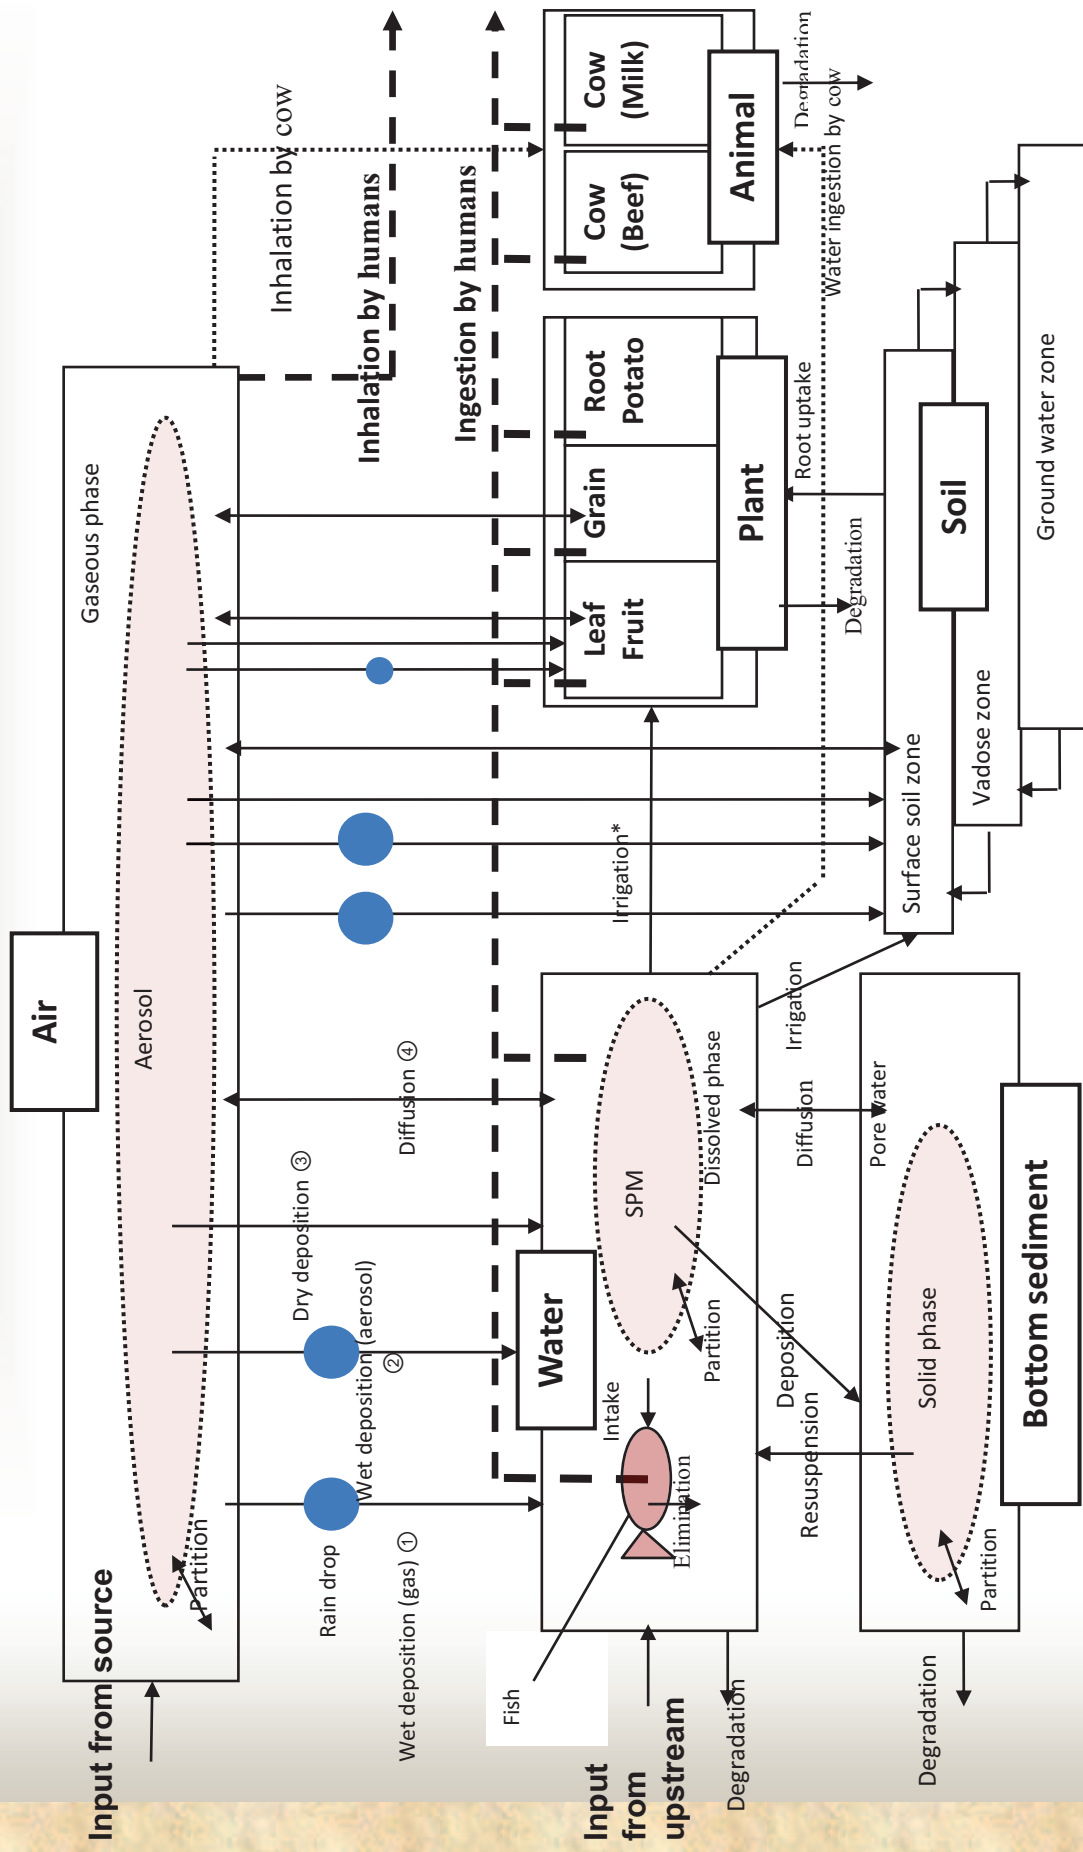 Air
Input from source
Gaseous phase
Aerosol
Partition
Rain drop
Wet deposition (gas) ①
Wet deposition (aerosol)
②
Dry deposition ③
Diffusion ④
Inhalation by cow
Inhalation by humans
Ingestion by humans
Input
from
upstream
Fish
Water
Intake
Elimination
SPM
Dissolved phase
Partition
Degradation
Irrigation*
Irrigation
Leaf
Fruit
Grain
Root
Potato
Plant
Degradation
Root uptake
Cow
(Beef)
Cow
(Milk)
Animal
Degradation
Water ingestion by cow
Resuspension
Deposition
Diffusion
Pore water
Solid phase
Partition
Degradation
Bottom sediment
Surface soil zone
Soil
Vadose zone
Ground water zone